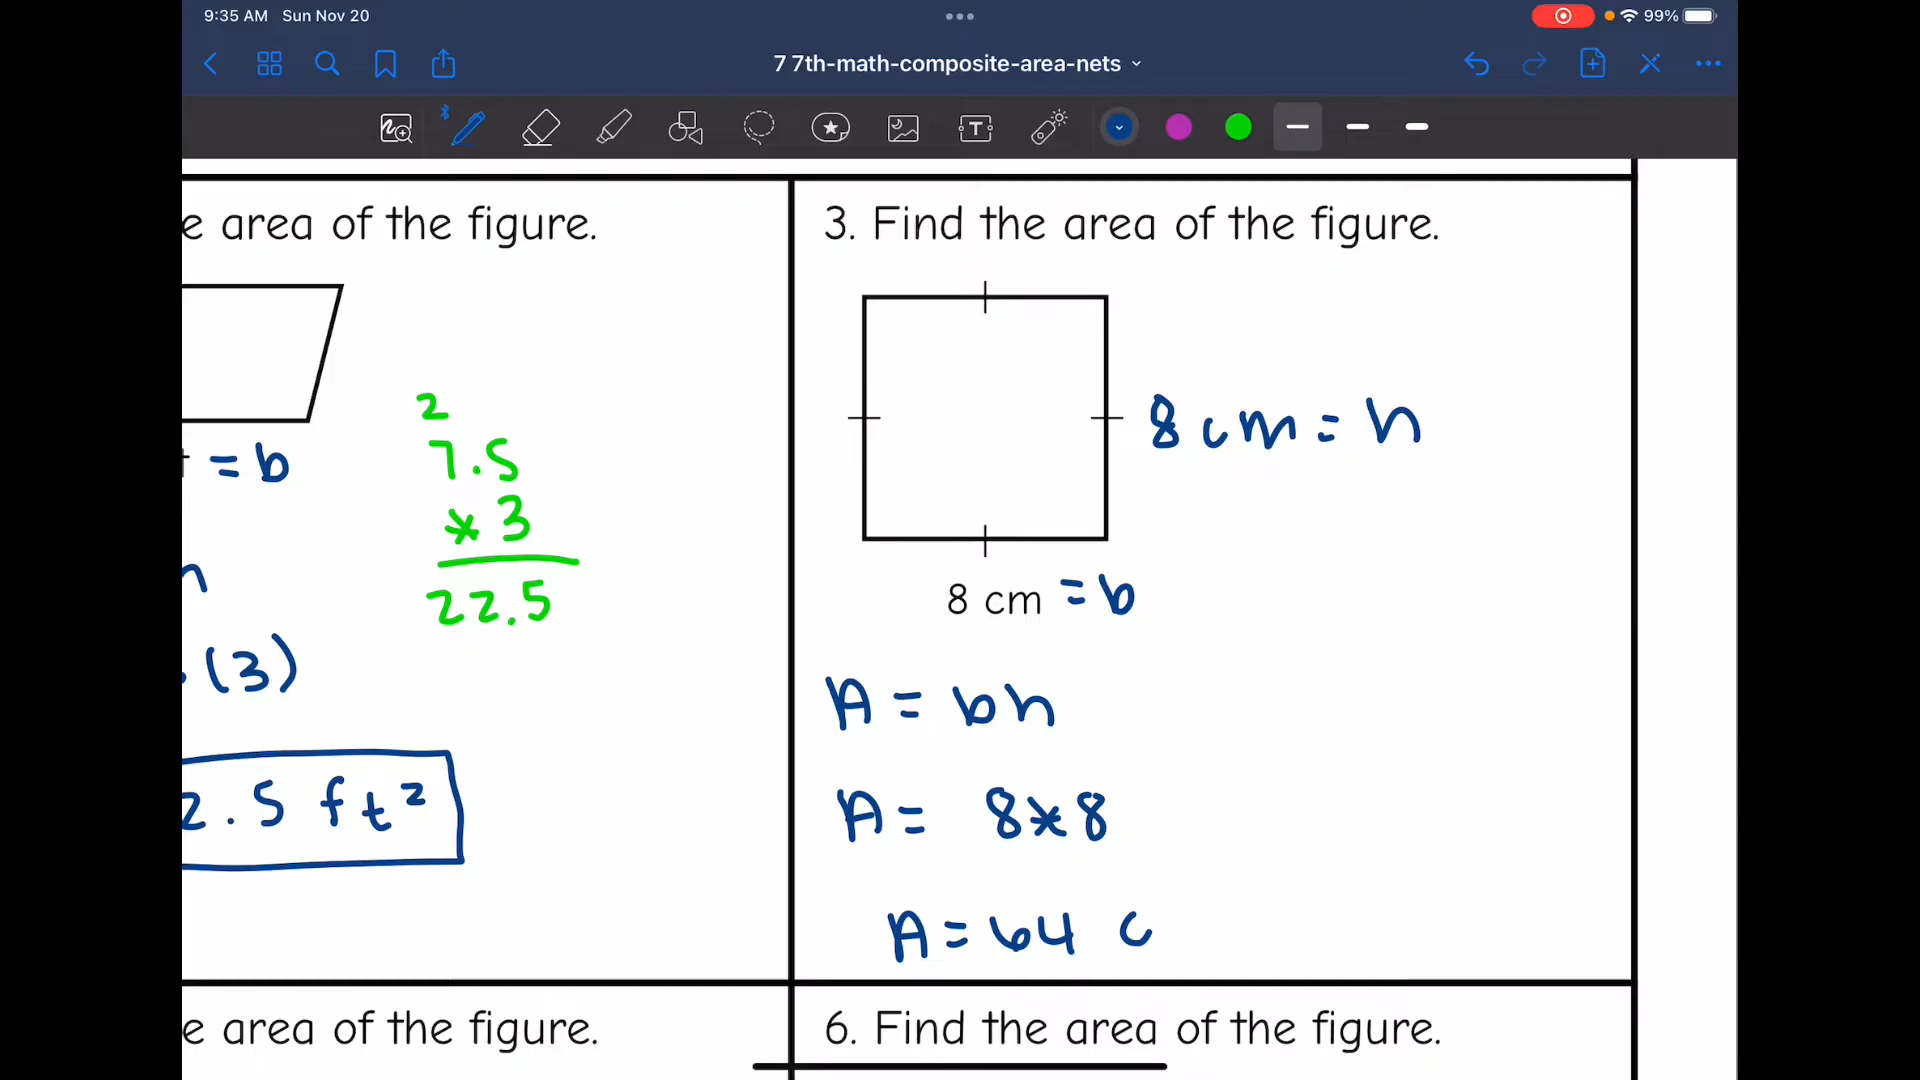 9:35 AM Sun Nov 20
99%
7 7th-math-composite-area-nets
e area of the figure.
= b
2
7.5
* 3
22.5
h
. (3)
2.5 ft²
3. Find the area of the figure.
8 cm = h
8 cm = b
A = bh
A = 8*8
A = 64 c
e area of the figure.
6. Find the area of the figure.